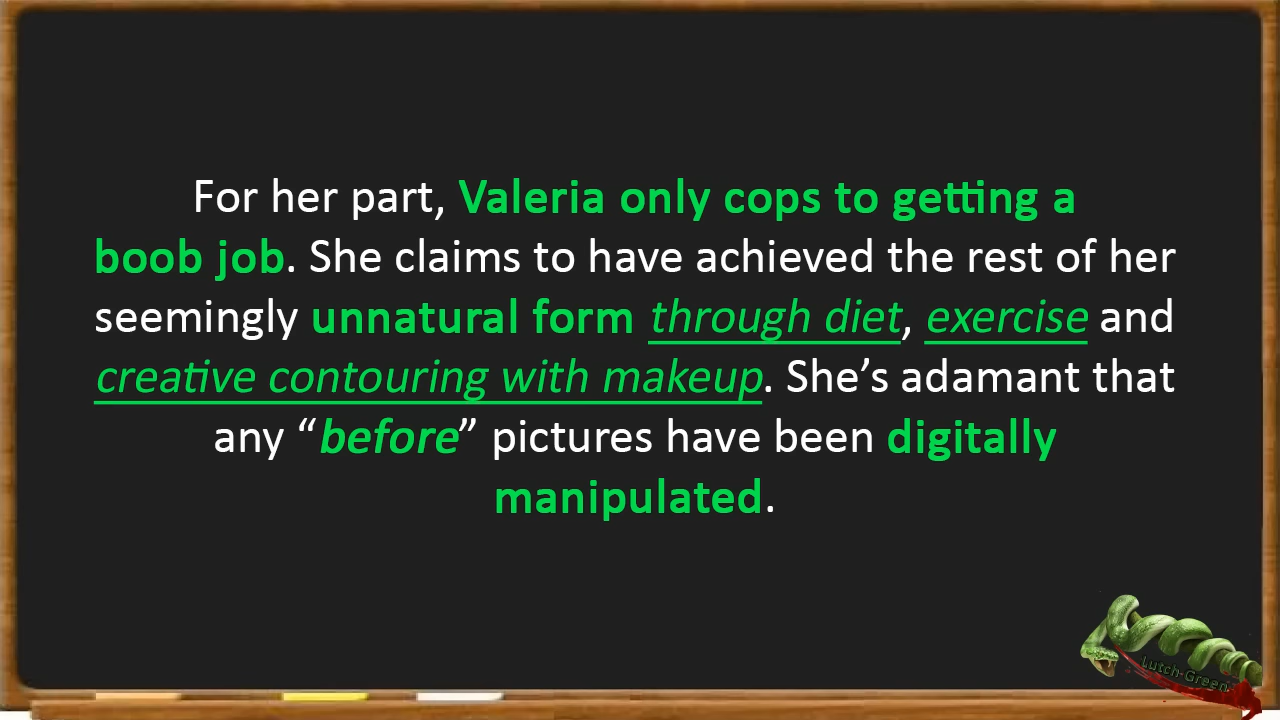 For her part, Valeria only cops to getting a
boob job. She claims to have achieved the rest of her
seemingly unnatural form through diet, exercise and
creative contouring with makeup. She’s adamant that
any “before” pictures have been digitally
manipulated.
Lutch-Green